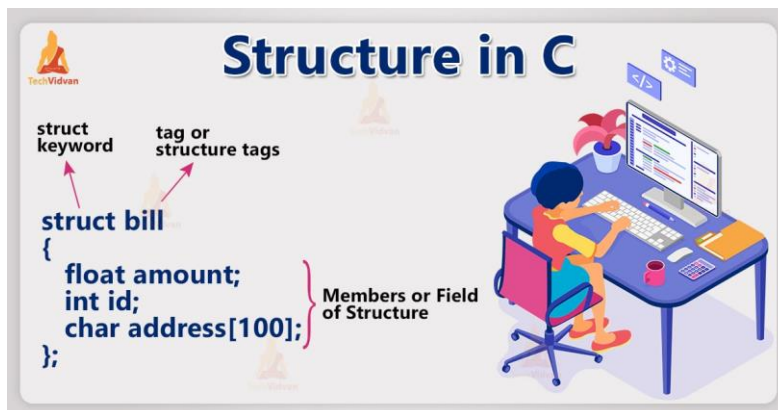 Structure in C
TechVidvan
struct
keyword
tag or
structure tags
struct bill
{
float amount;
int id;
char address[100];
};
Members or Field
of Structure
</>